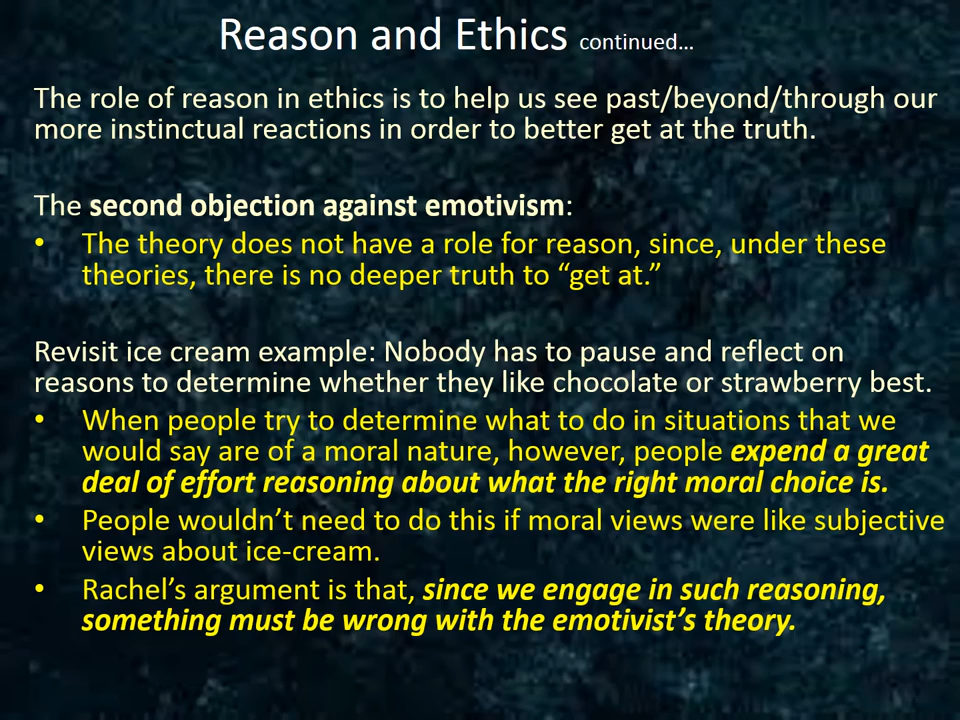 Reason and Ethics continued…
The role of reason in ethics is to help us see past/beyond/through our
more instinctual reactions in order to better get at the truth.
The second objection against emotivism:
• The theory does not have a role for reason, since, under these
theories, there is no deeper truth to “get at.”
Revisit ice cream example: Nobody has to pause and reflect on
reasons to determine whether they like chocolate or strawberry best.
• When people try to determine what to do in situations that we
would say are of a moral nature, however, people expend a great
deal of effort reasoning about what the right moral choice is.
• People wouldn’t need to do this if moral views were like subjective
views about ice-cream.
• Rachel’s argument is that, since we engage in such reasoning,
something must be wrong with the emotivist’s theory.